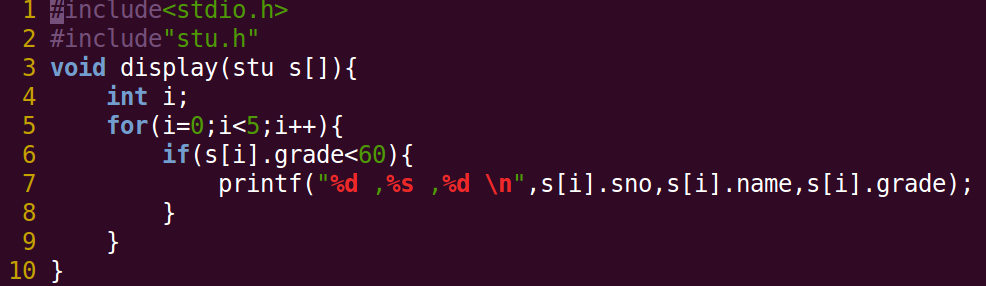 1 #include<stdio.h>
2 #include"stu.h"
3 void display(stu s[]){
4     int i;
5     for(i=0;i<5;i++){
6         if(s[i].grade<60){
7             printf("%d ,%s ,%d \n",s[i].sno,s[i].name,s[i].grade);
8         }
9     }
10 }